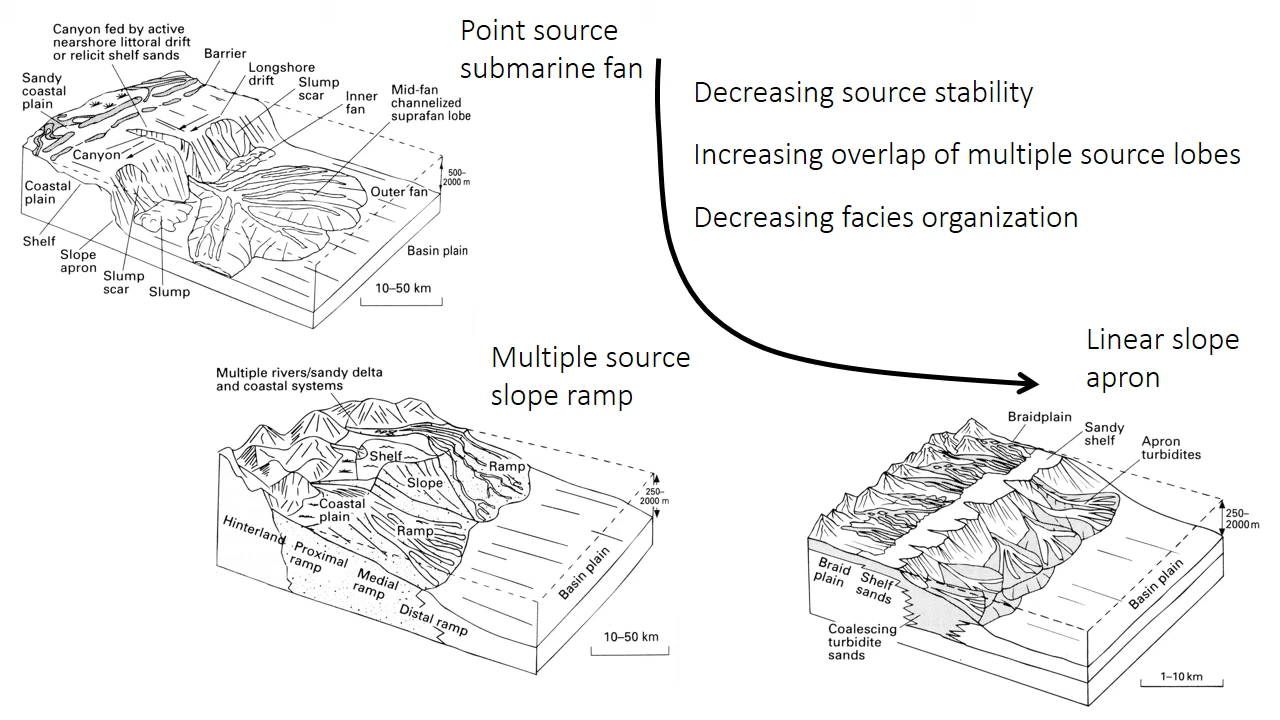 Point source
submarine fan
Decreasing source stability
Increasing overlap of multiple source lobes
Decreasing facies organization
Canyon fed by active
nearshore littoral drift
or relicit shelf sands
Barrier
Longshore
drift
Slump
scar
Inner
fan
Mid-fan
channelized
suprafan lobe
Sandy
coastal
plain
Canyon
Coastal
plain
Outer fan
500–
2000 m
Shelf
Slope
apron
Slump
scar
Slump
Basin plain
10–50 km
Multiple source
slope ramp
Multiple rivers/sandy delta
and coastal systems
Shelf
Ramp
Slope
Coastal
plain
Ramp
Hinterland
Proximal
ramp
Medial
ramp
Distal ramp
Basin plain
250–
2000 m
10–50 km
Linear slope
apron
Braidplain
Sandy
shelf
Apron
turbidites
250–
2000m
Braid
plain
Shelf
sands
Coalescing
turbidite
sands
Basin plain
1–10 km